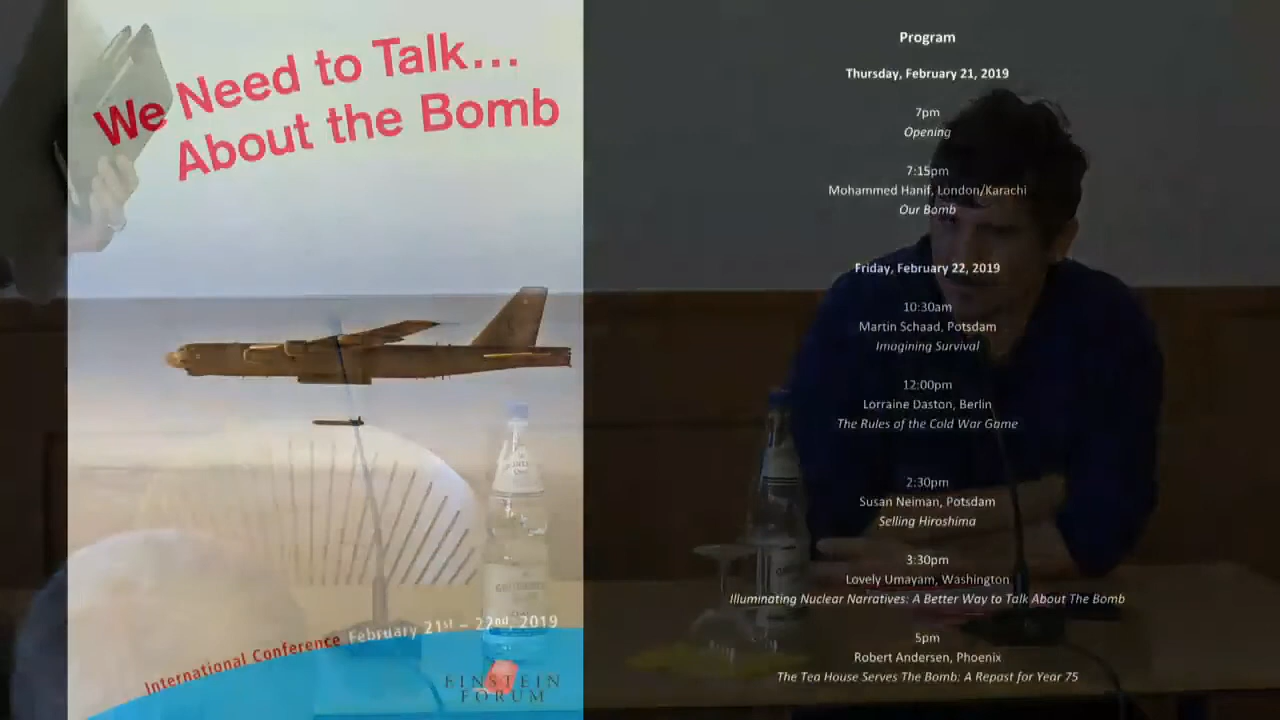 We Need to Talk...
About the Bomb
International Conference February 21st – 22nd, 2019
EINSTEIN
FORUM
Program
Thursday, February 21, 2019
7pm
Opening
7:15pm
Mohammed Hanif, London/Karachi
Our Bomb
Friday, February 22, 2019
10:30am
Martin Schaad, Potsdam
Imagining Survival
12:00pm
Lorraine Daston, Berlin
The Rules of the Cold War Game
2:30pm
Susan Neiman, Potsdam
Selling Hiroshima
3:30pm
Lovely Umayam, Washington
Illuminating Nuclear Narratives: A Better Way to Talk About The Bomb
5pm
Robert Andersen, Phoenix
The Tea House Serves The Bomb: A Repast for Year 75